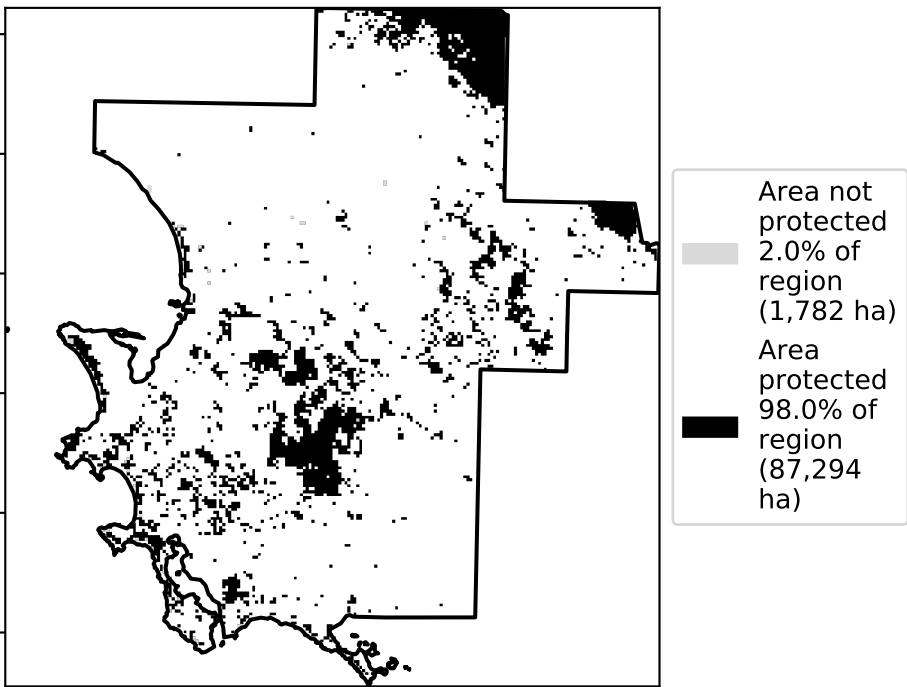 Area not
protected
2.0% of
region
(1,782 ha)
Area
protected
98.0% of
region
(87,294
ha)